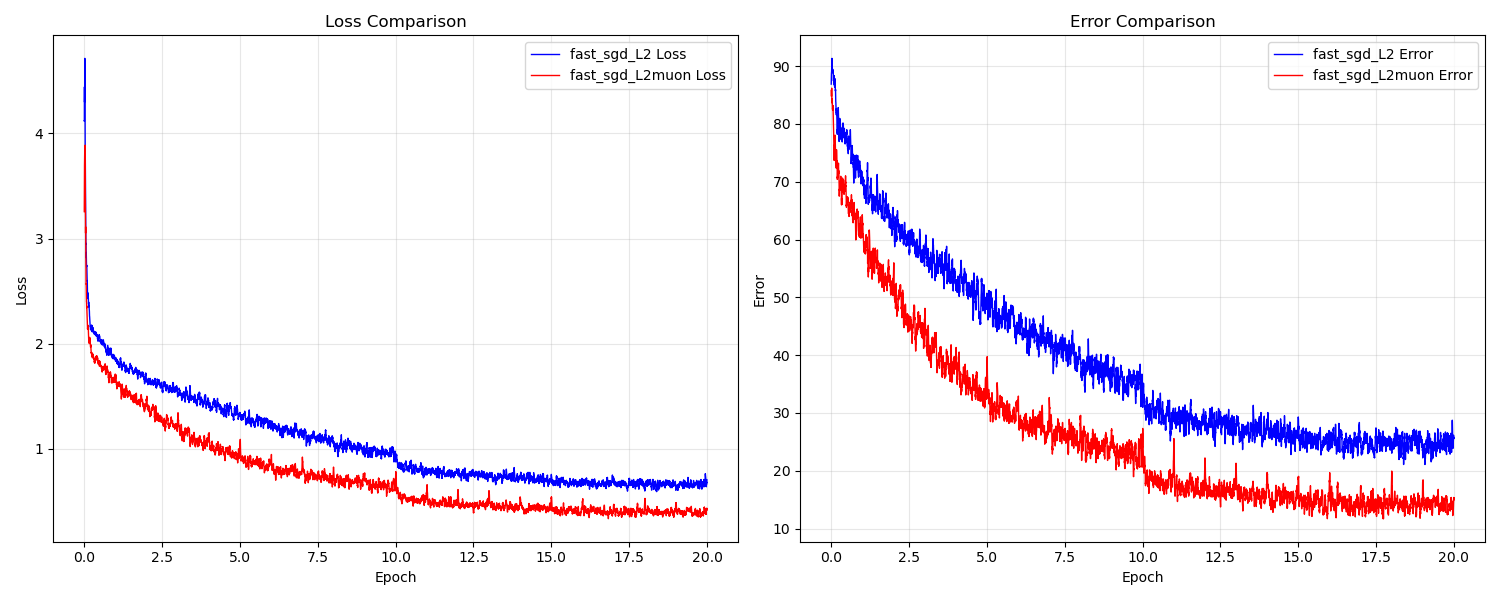 Loss Comparison
fast_sgd_L2 Loss
fast_sgd_L2muon Loss
Loss
4
3
2
1
0.0 2.5 5.0 7.5 10.0 12.5 15.0 17.5 20.0
Epoch
Error Comparison
fast_sgd_L2 Error
fast_sgd_L2muon Error
Error
90
80
70
60
50
40
30
20
10
0.0 2.5 5.0 7.5 10.0 12.5 15.0 17.5 20.0
Epoch